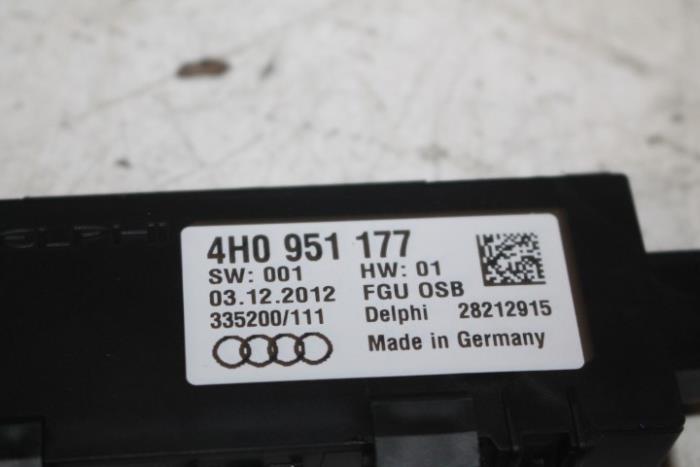 DELPHI
4H0 951 177
SW: 001 HW: 01
03.12.2012 FGU OSB
335200/111 Delphi 28212915
Made in Germany